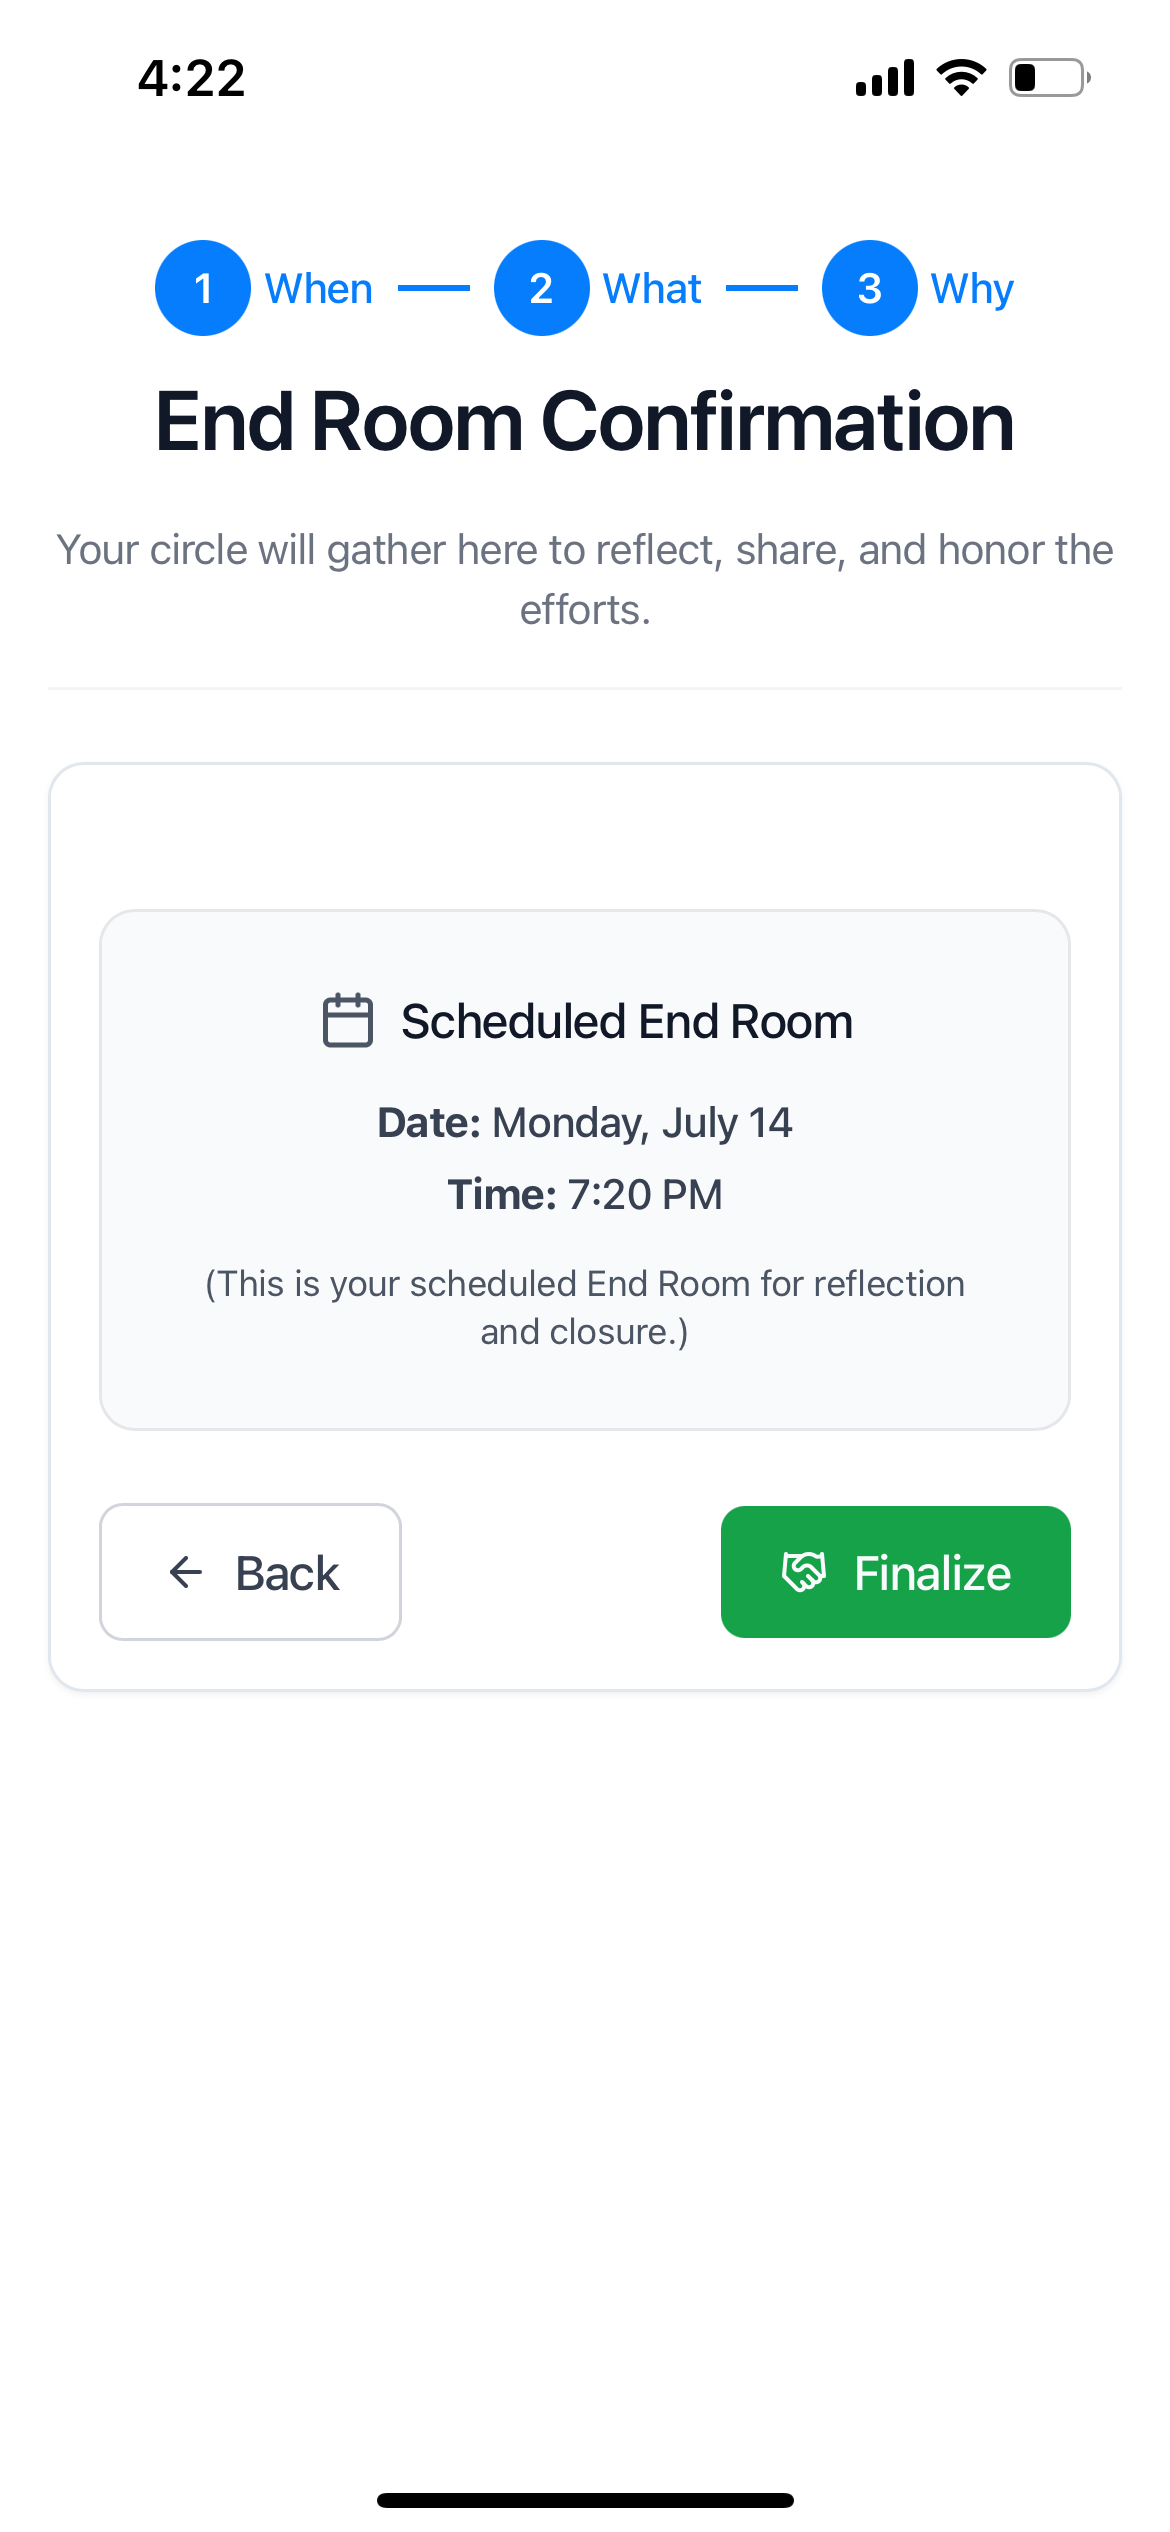 4:22
1 When 2 What 3 Why
End Room Confirmation
Your circle will gather here to reflect, share, and honor the
efforts.
Scheduled End Room
Date: Monday, July 14
Time: 7:20 PM
(This is your scheduled End Room for reflection
and closure.)
Back
Finalize